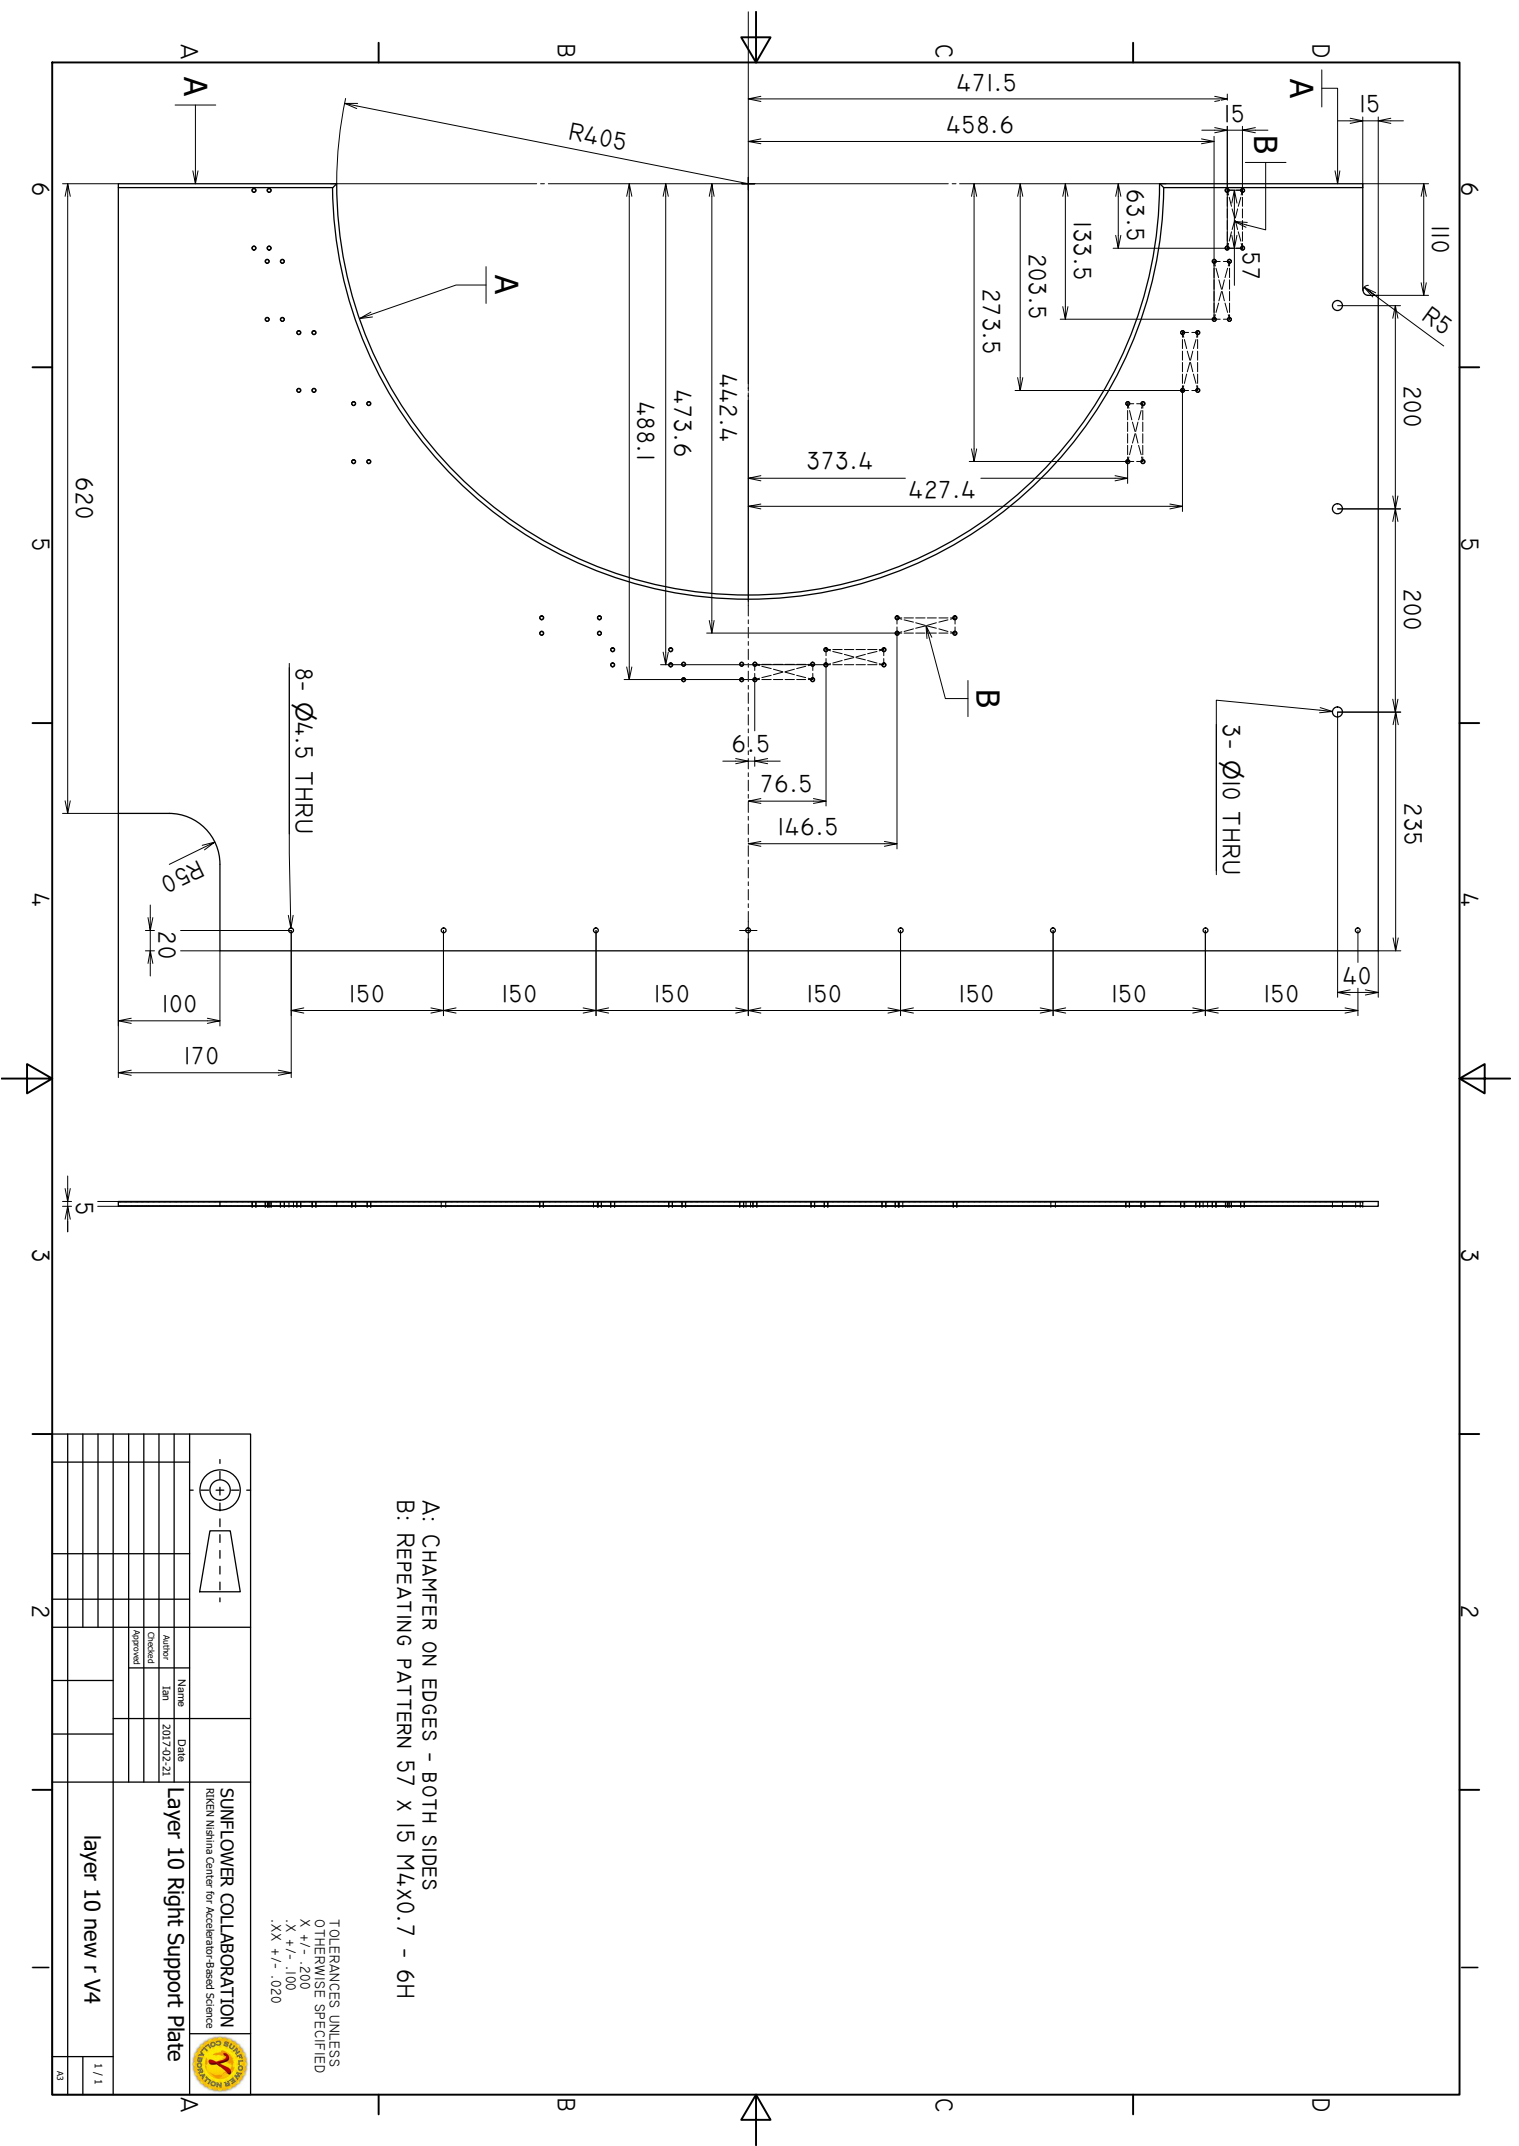 6
5
4
3
2
6
5
4
3
2
D
C
B
A
D
C
B
A
110
200
200
235
15
R5
40
A
15
B
57
471.5
458.6
63.5
133.5
203.5
273.5
373.4
427.4
3- Ø10 THRU
B
R405
442.4
473.6
488.1
6.5
76.5
146.5
A
A
620
8- Ø4.5 THRU
R50
20
150
150
150
150
150
150
150
100
170
5
A: CHAMFER ON EDGES - BOTH SIDES
B: REPEATING PATTERN 57 X 15 M4X0.7 - 6H
TOLERANCES UNLESS
OTHERWISE SPECIFIED
X +/- .200
.X +/- .100
.XX +/- .020
SUNFLOWER COLLABORATION
RIKEN Nishina Center for Accelerator-Based Science
SUNFLOWER COLLABORATION
γ
Name
Date
Author
Ian
2017-02-21
Checked
Approved
Layer 10 Right Support Plate
layer 10 new r V4
1 / 1
A3